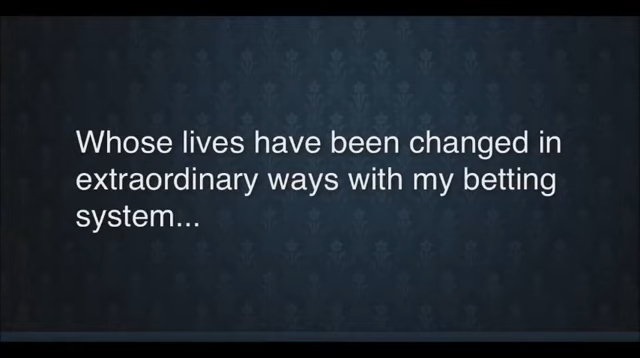 Whose lives have been changed in
extraordinary ways with my betting
system...